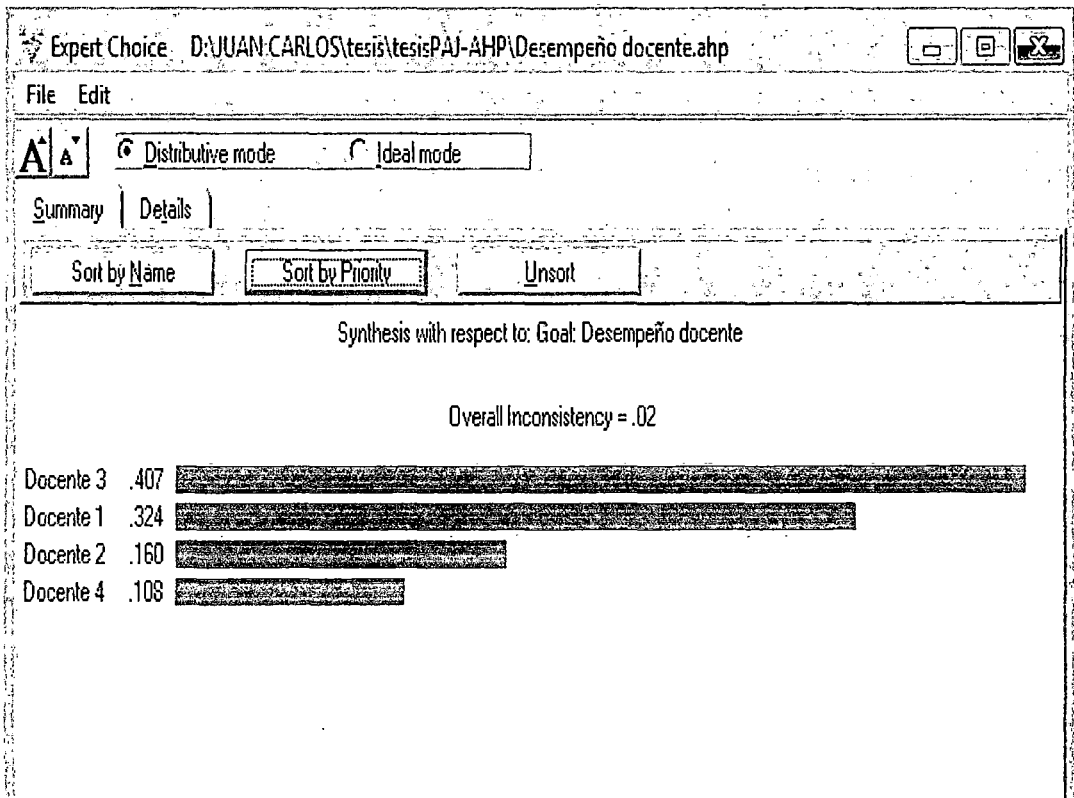 Expert Choice D:\JUAN CARLOS\tesis\tesisPAJ-AHP\Desempeño docente.ahp
File Edit
A A Distributive mode Ideal mode
Summary Details
Sort by Name Sort by Priority Unsort
Synthesis with respect to: Goal: Desempeño docente
Overall Inconsistency = .02
Docente 3 .407
Docente 1 .324
Docente 2 .160
Docente 4 .108